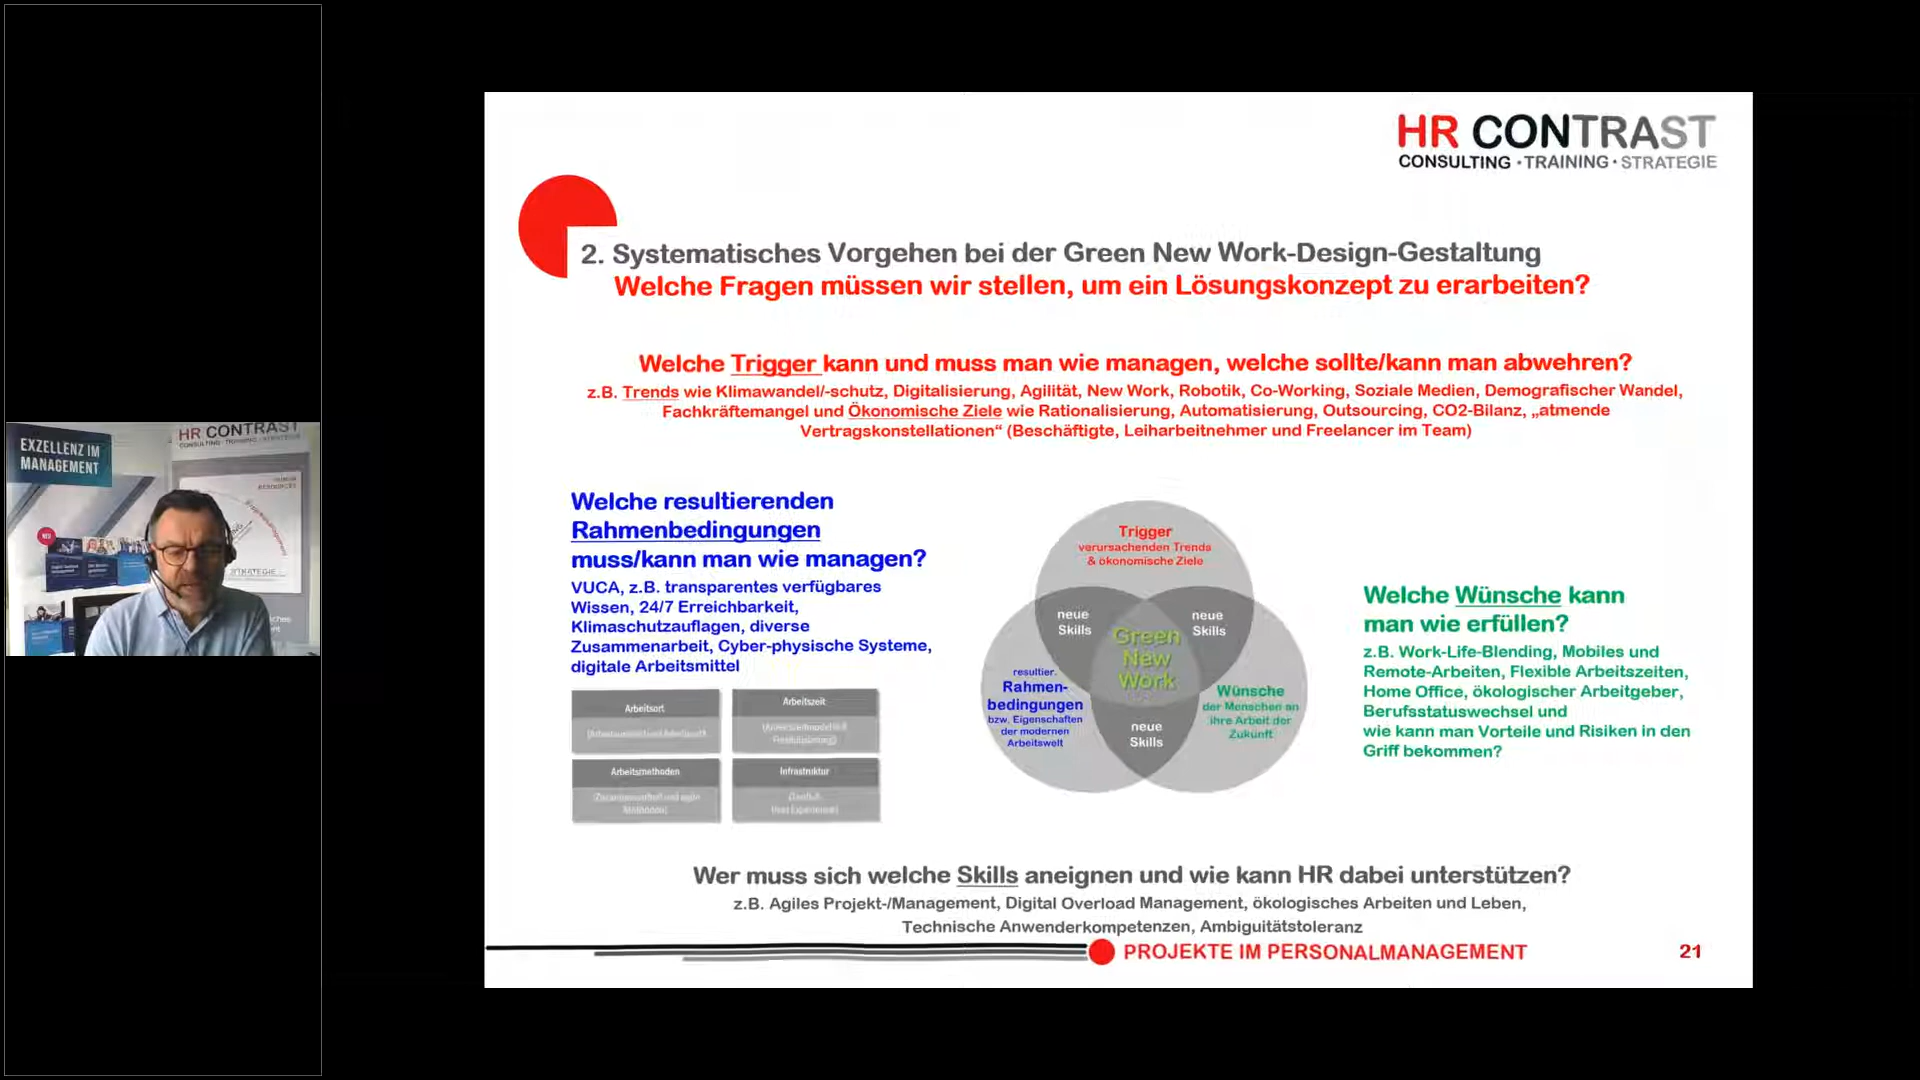 HR CONTRAST
CONSULTING · TRAINING · STRATEGIE
2. Systematisches Vorgehen bei der Green New Work-Design-Gestaltung
Welche Fragen müssen wir stellen, um ein Lösungskonzept zu erarbeiten?
Welche Trigger kann und muss man wie managen, welche sollte/kann man abwehren?
z.B. Trends wie Klimawandel/-schutz, Digitalisierung, Agilität, New Work, Robotik, Co-Working, Soziale Medien, Demografischer Wandel,
Fachkräftemangel und Ökonomische Ziele wie Rationalisierung, Automatisierung, Outsourcing, CO2-Bilanz, „atmende
Vertragskonstellationen“ (Beschäftigte, Leiharbeitnehmer und Freelancer im Team)
EXZELLENZ IM
MANAGEMENT
HR CONTRAST
CONSULTING · TRAINING · STRATEGIE
HUMAN
RESOURCES
NEU
STRATEGIE
Welche resultierenden
Rahmenbedingungen
muss/kann man wie managen?
VUCA, z.B. transparentes verfügbares
Wissen, 24/7 Erreichbarkeit,
Klimaschutzauflagen, diverse
Zusammenarbeit, Cyber-physische Systeme,
digitale Arbeitsmittel
Arbeitsort
Arbeitszeit
Arbeitsmethoden
Infrastruktur
Trigger
verursachenden Trends
& ökonomische Ziele
neue
Skills
neue
Skills
Green
New
Work
resultier.
Rahmen-
bedingungen
bzw. Eigenschaften
der modernen
Arbeitswelt
Wünsche
der Menschen an
ihre Arbeit der
Zukunft
neue
Skills
Welche Wünsche kann
man wie erfüllen?
z.B. Work-Life-Blending, Mobiles und
Remote-Arbeiten, Flexible Arbeitszeiten,
Home Office, ökologischer Arbeitgeber,
Berufsstatuswechsel und
wie kann man Vorteile und Risiken in den
Griff bekommen?
Wer muss sich welche Skills aneignen und wie kann HR dabei unterstützen?
z.B. Agiles Projekt-/Management, Digital Overload Management, ökologisches Arbeiten und Leben,
Technische Anwenderkompetenzen, Ambiguitätstoleranz
PROJEKTE IM PERSONALMANAGEMENT
21